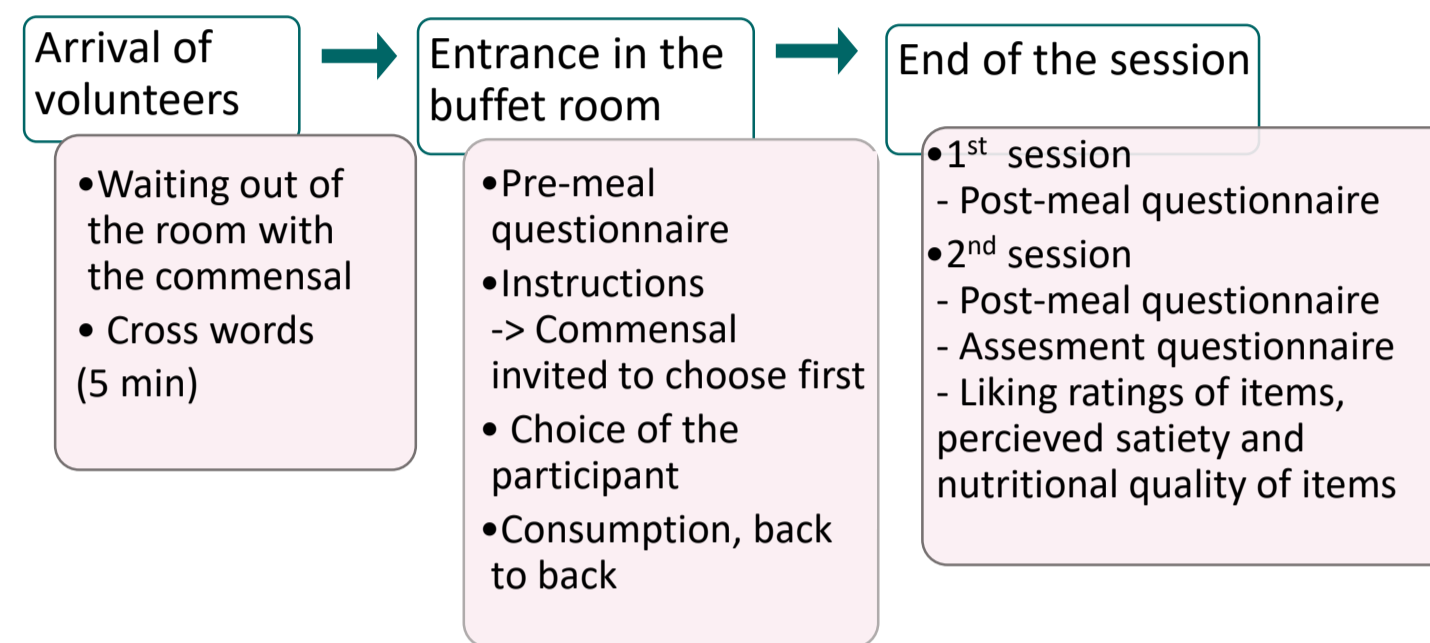 Arrival of
volunteers
•Waiting out of
the room with
the commensal
• Cross words
(5 min)
Entrance in the
buffet room
•Pre-meal
questionnaire
•Instructions
-> Commensal
invited to choose first
• Choice of the
participant
•Consumption, back
to back
End of the session
•1st session
- Post-meal questionnaire
•2nd session
- Post-meal questionnaire
- Assesment questionnaire
- Liking ratings of items,
percieved satiety and
nutritional quality of items